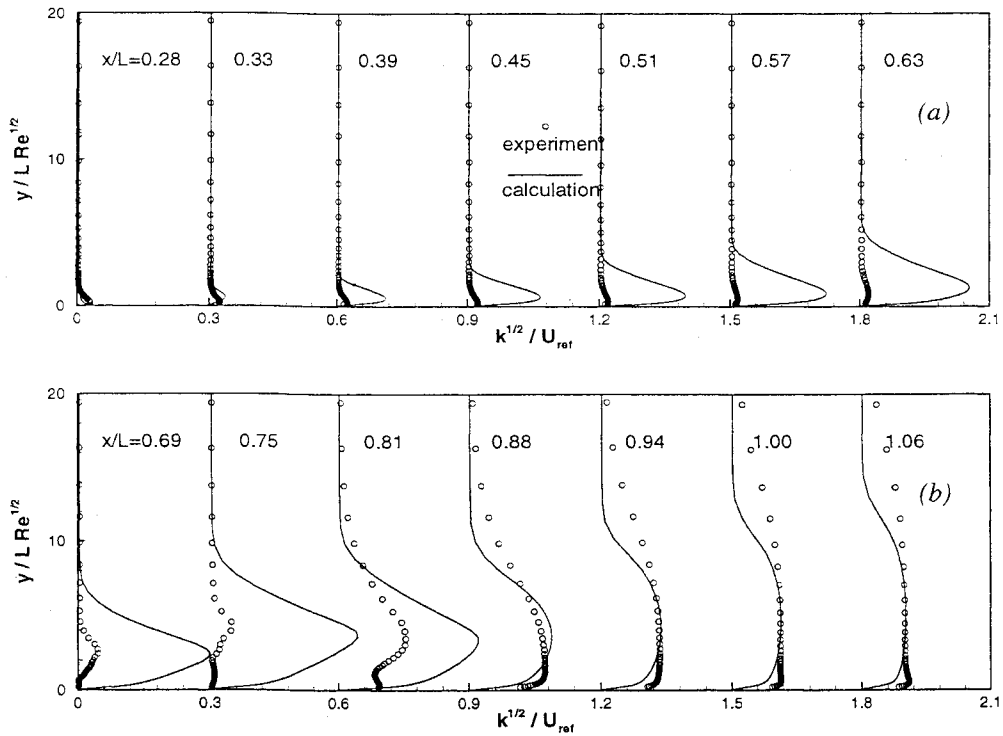 20
x/L=0.28 0.33 0.39 0.45 0.51 0.57 0.63
(a)
experiment
calculation
y / L Re^1/2
10
0
0 0.3 0.6 0.9 1.2 1.5 1.8 2.1
k^1/2 / U_ref
20
x/L=0.69 0.75 0.81 0.88 0.94 1.00 1.06
(b)
y / L Re^1/2
10
0
0 0.3 0.6 0.9 1.2 1.5 1.8 2.1
k^1/2 / U_ref